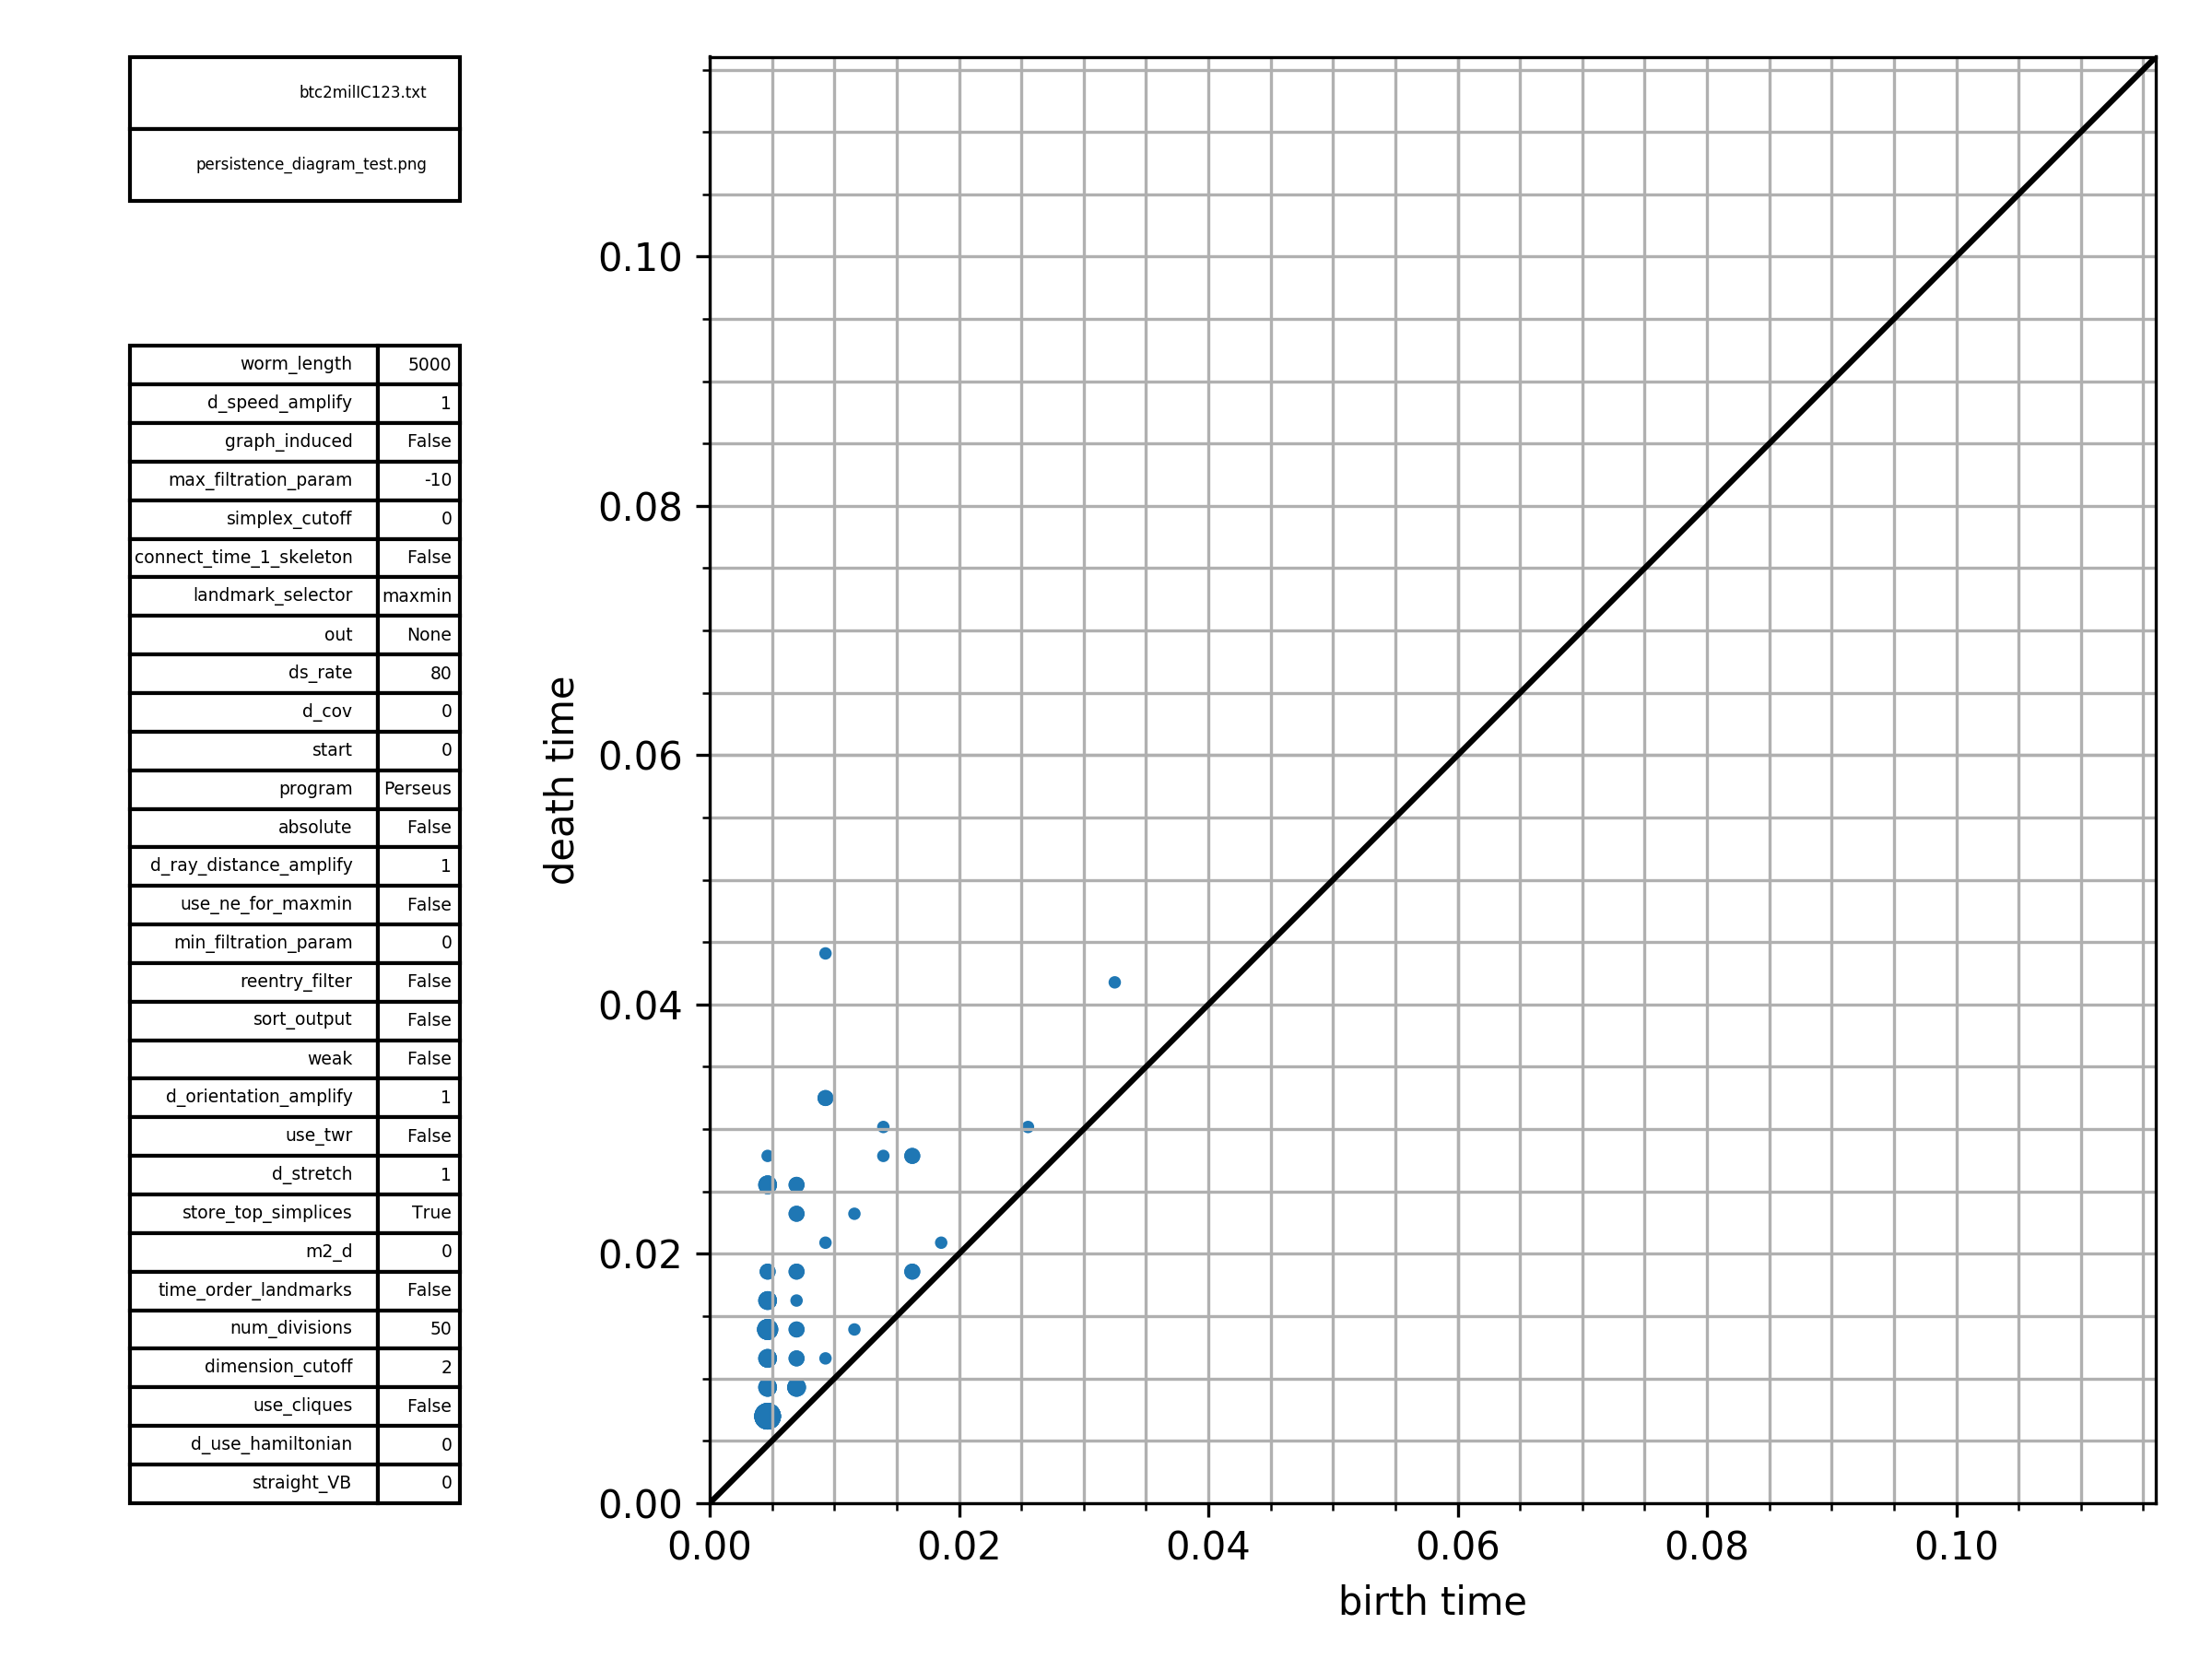 btc2milIC123.txt
persistence_diagram_test.png
worm_length 5000
d_speed_amplify 1
graph_induced False
max_filtration_param -10
simplex_cutoff 0
connect_time_1_skeleton False
landmark_selector maxmin
out None
ds_rate 80
d_cov 0
start 0
program Perseus
absolute False
d_ray_distance_amplify 1
use_ne_for_maxmin False
min_filtration_param 0
reentry_filter False
sort_output False
weak False
d_orientation_amplify 1
use_twr False
d_stretch 1
store_top_simplices True
m2_d 0
time_order_landmarks False
num_divisions 50
dimension_cutoff 2
use_cliques False
d_use_hamiltonian 0
straight_VB 0
death time
0.10
0.08
0.06
0.04
0.02
0.00
0.00 0.02 0.04 0.06 0.08 0.10
birth time